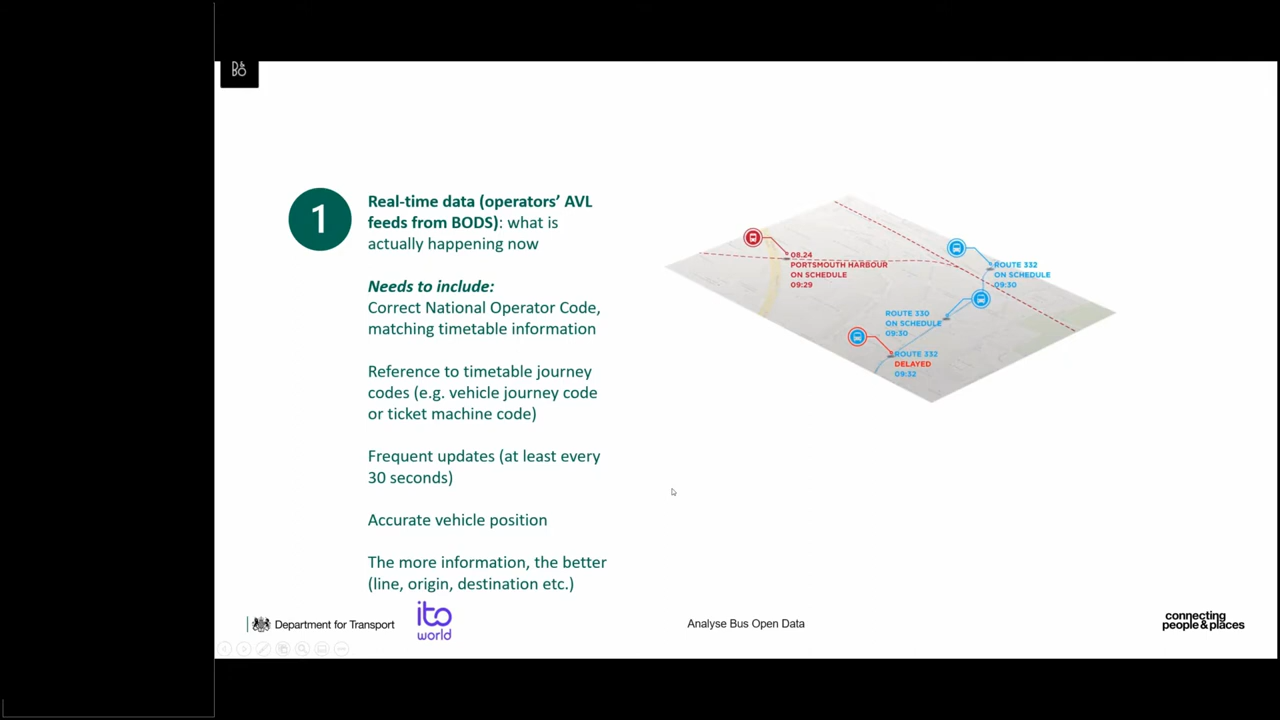 D&
BO
1
Real-time data (operators’ AVL
feeds from BODS): what is
actually happening now
Needs to include:
Correct National Operator Code,
matching timetable information
Reference to timetable journey
codes (e.g. vehicle journey code
or ticket machine code)
Frequent updates (at least every
30 seconds)
Accurate vehicle position
The more information, the better
(line, origin, destination etc.)
08.24
PORTSMOUTH HARBOUR
ON SCHEDULE
09:29
ROUTE 332
ON SCHEDULE
09:30
ROUTE 330
ON SCHEDULE
09:30
ROUTE 332
DELAYED
09:32
Department for Transport
ito
world
Analyse Bus Open Data
connecting
people&places